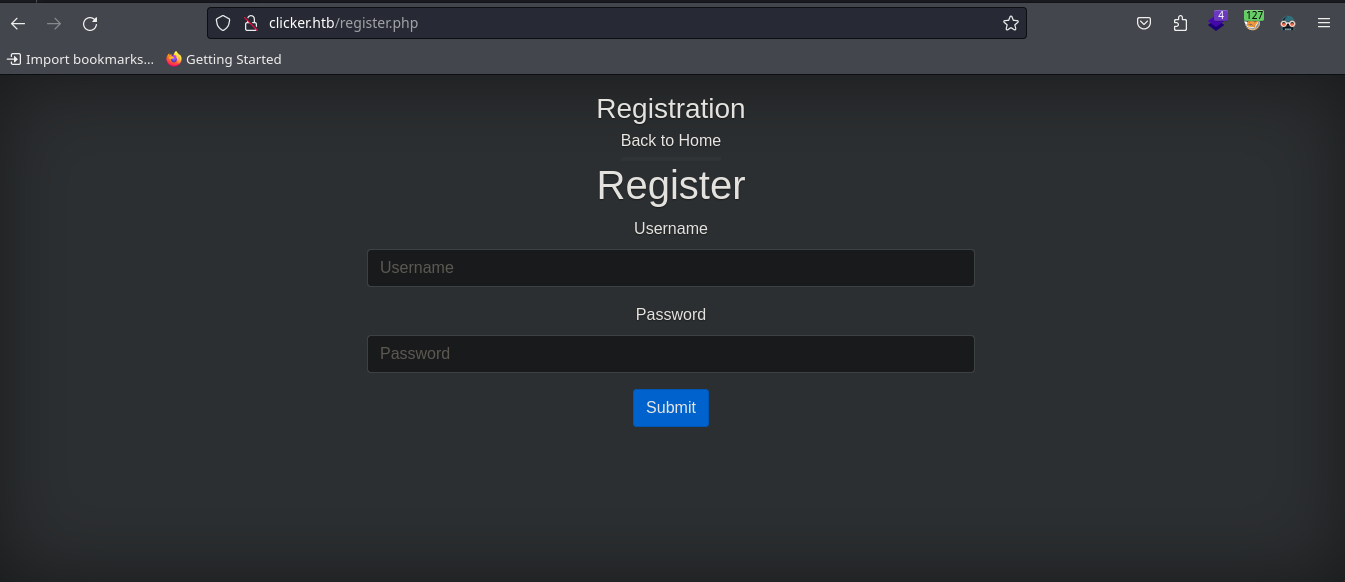 clicker.htb/register.php
4
127
Import bookmarks...
Getting Started
Registration
Back to Home
Register
Username
Username
Password
Password
Submit